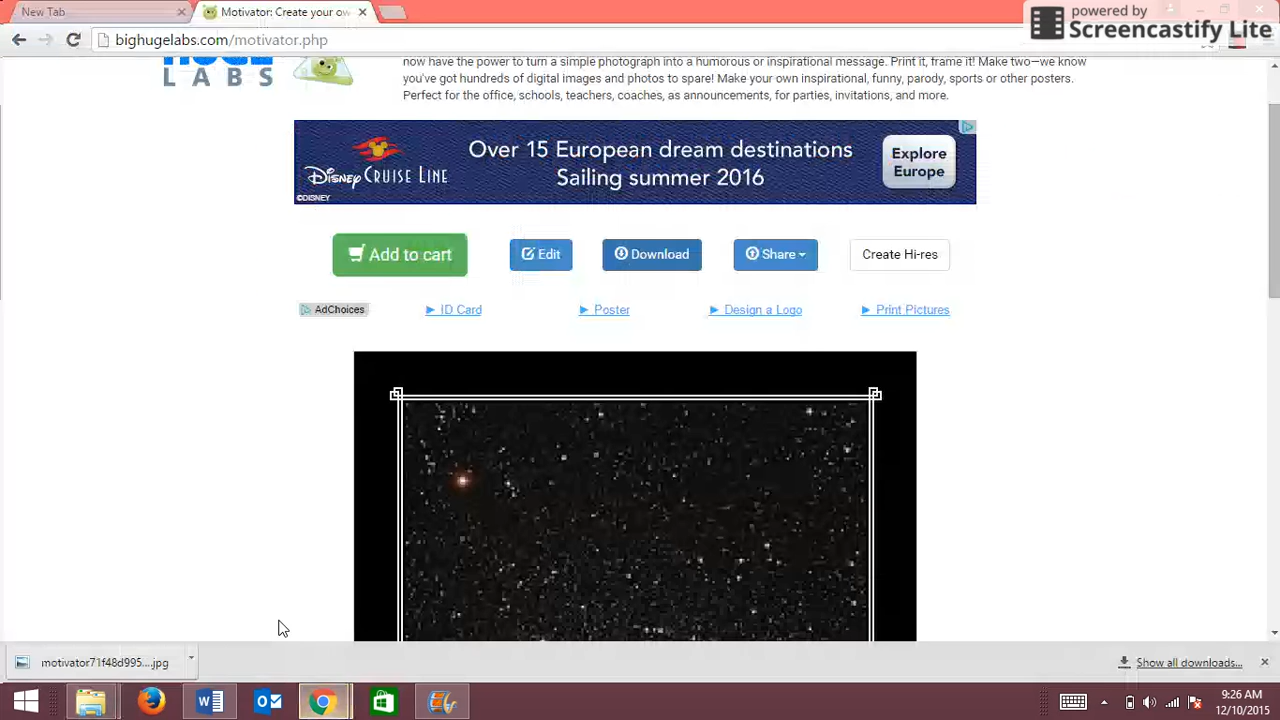 New Tab
Motivator: Create your ow
powered by
Screencastify Lite
bighugelabs.com/motivator.php
HUGE
LABS
now have the power to turn a simple photograph into a humorous or inspirational message. Print it, frame it! Make two—we know
you've got hundreds of digital images and photos to spare! Make your own inspirational, funny, parody, sports or other posters.
Perfect for the office, schools, teachers, coaches, as announcements, for parties, invitations, and more.
Disney CRUISE LINE
©DISNEY
Over 15 European dream destinations
Sailing summer 2016
Explore
Europe
Add to cart
Edit
Download
Share
Create Hi-res
AdChoices
ID Card
Poster
Design a Logo
Print Pictures
motivator71f48d995....jpg
Show all downloads...
9:26 AM
12/10/2015